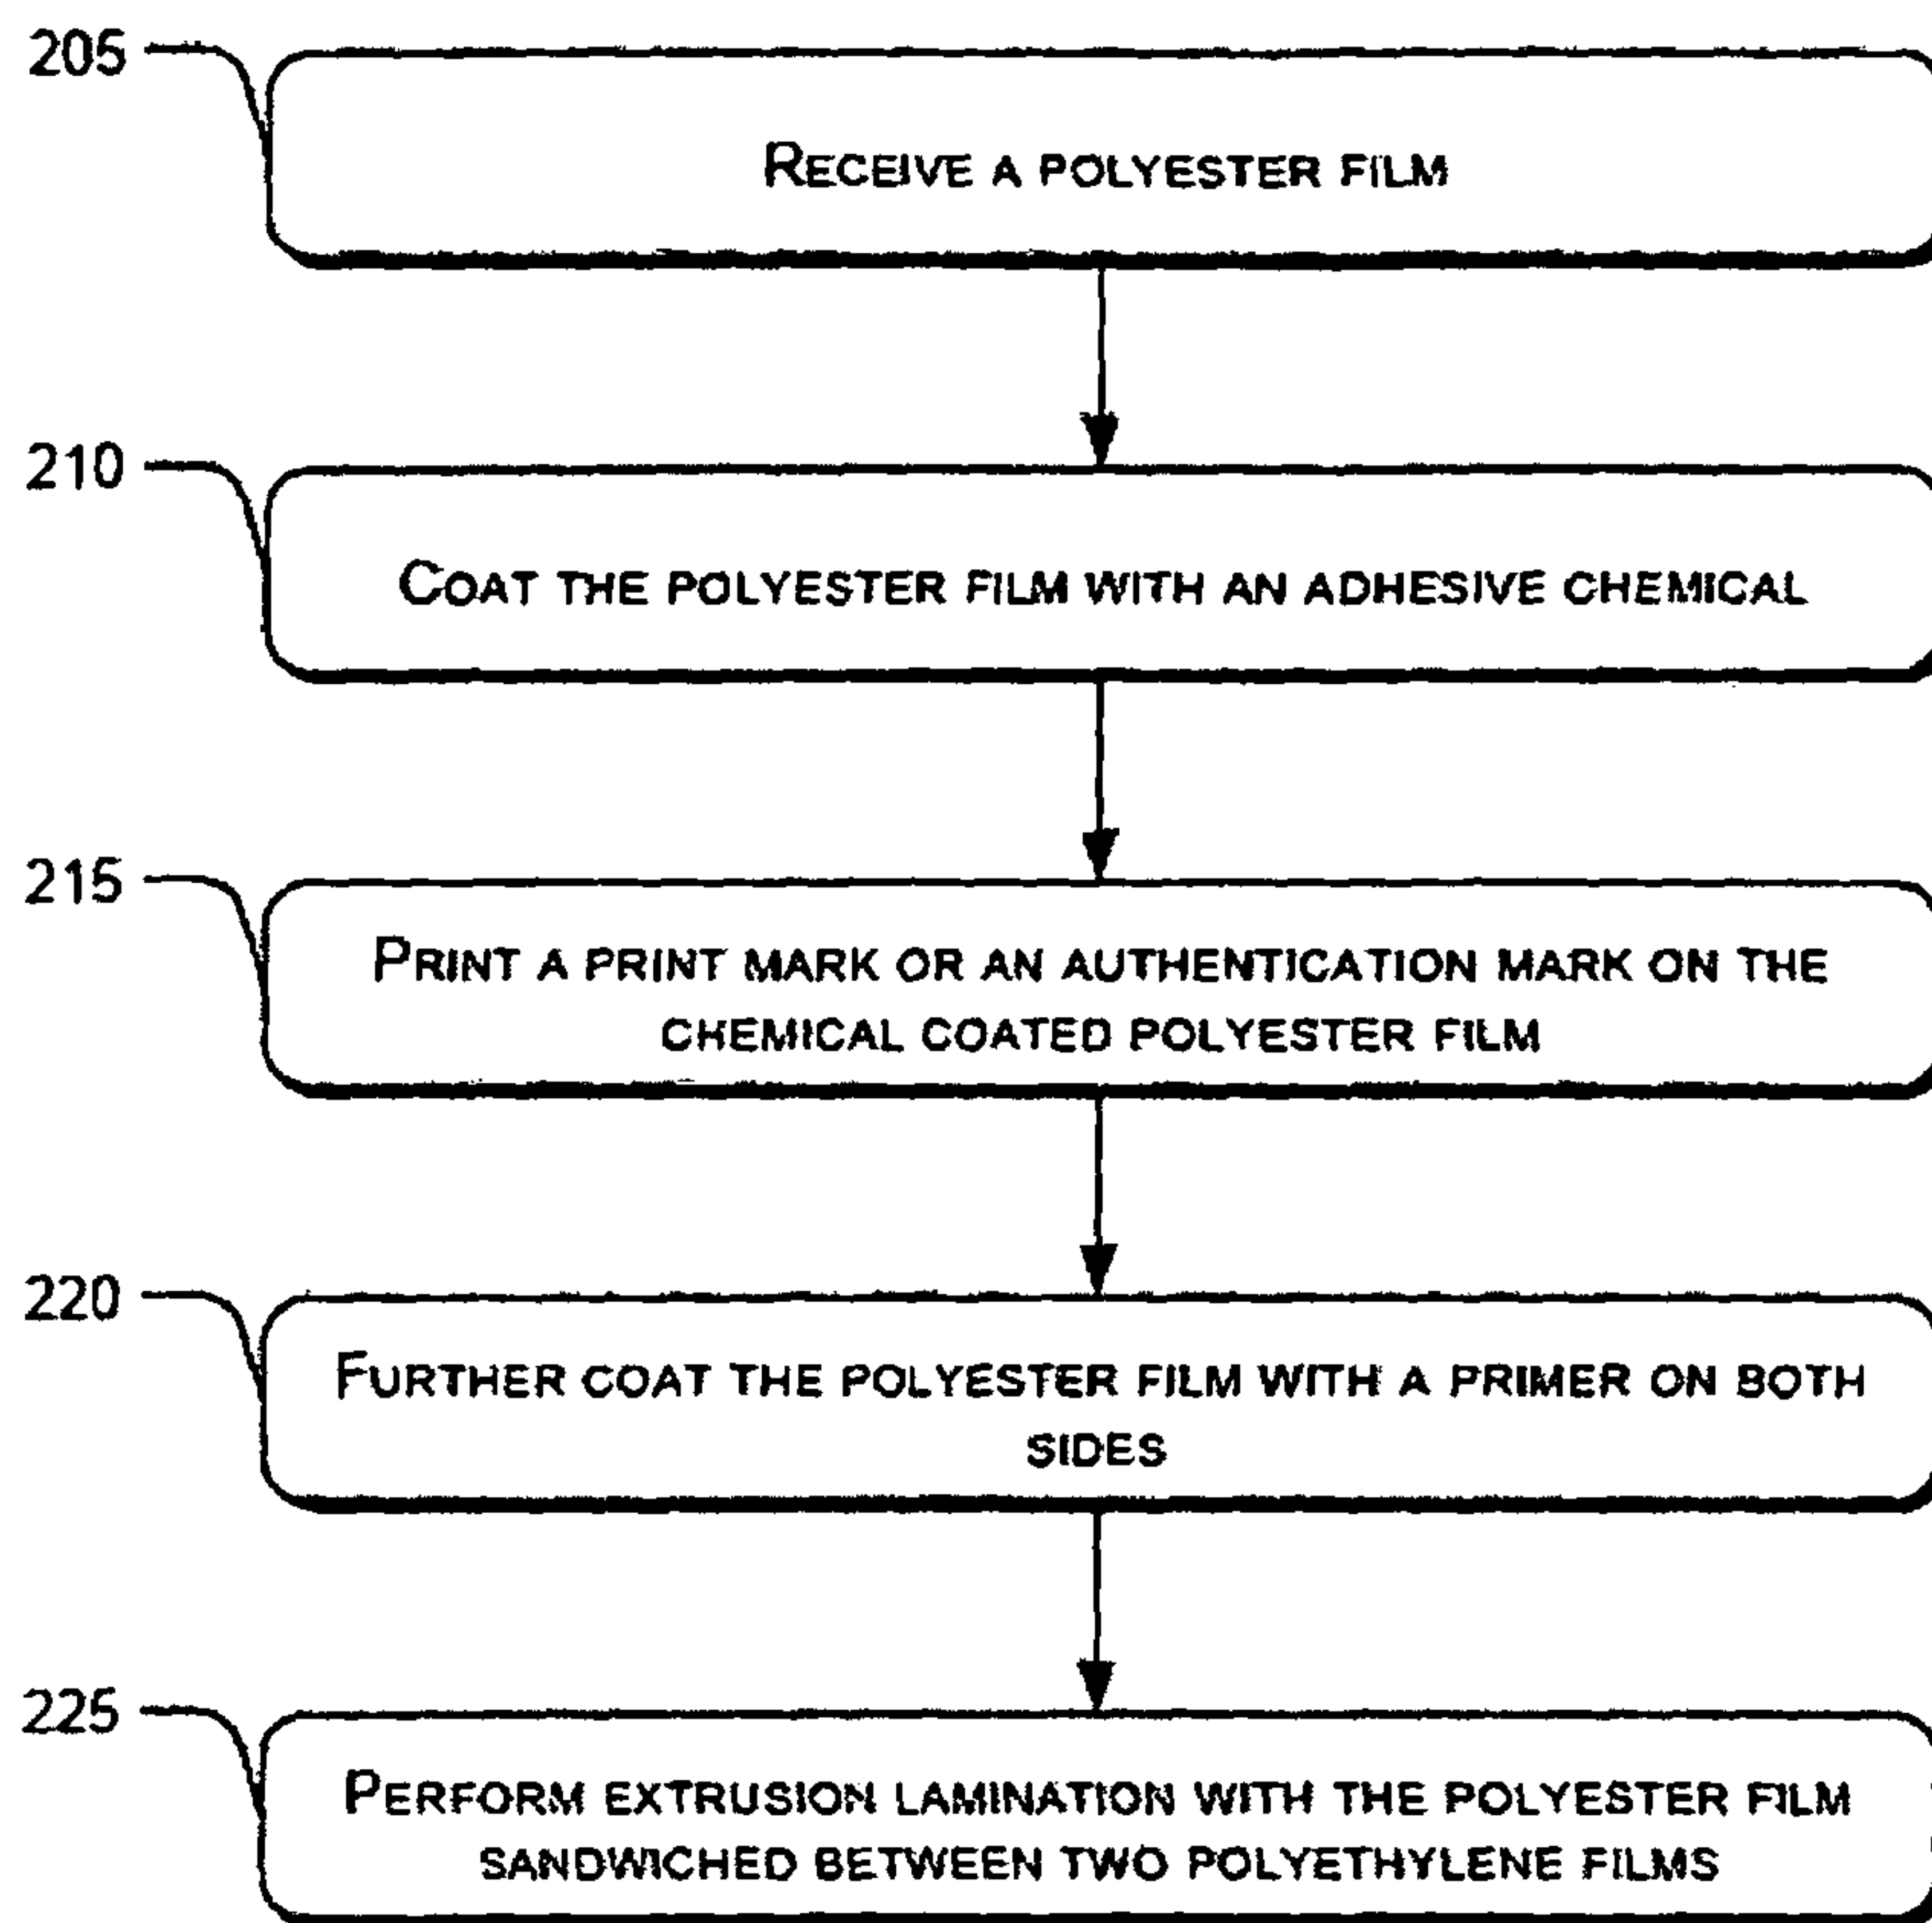 205
RECEIVE A POLYESTER FILM
210
COAT THE POLYESTER FILM WITH AN ADHESIVE CHEMICAL
215
PRINT A PRINT MARK OR AN AUTHENTICATION MARK ON THE
CHEMICAL COATED POLYESTER FILM
220
FURTHER COAT THE POLYESTER FILM WITH A PRIMER ON BOTH
SIDES
225
PERFORM EXTRUSION LAMINATION WITH THE POLYESTER FILM
SANDWICHED BETWEEN TWO POLYETHYLENE FILMS